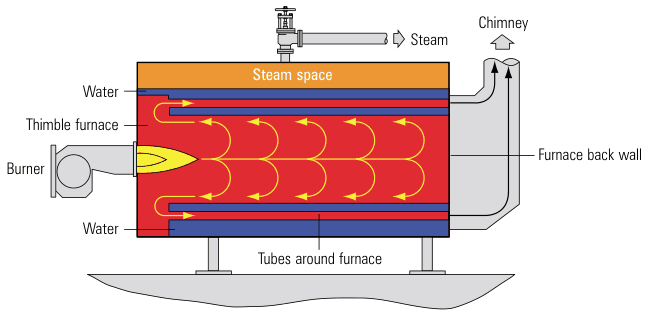 Chimney
Steam
Steam space
Water
Thimble furnace
Furnace back wall
Burner
Water
Tubes around furnace